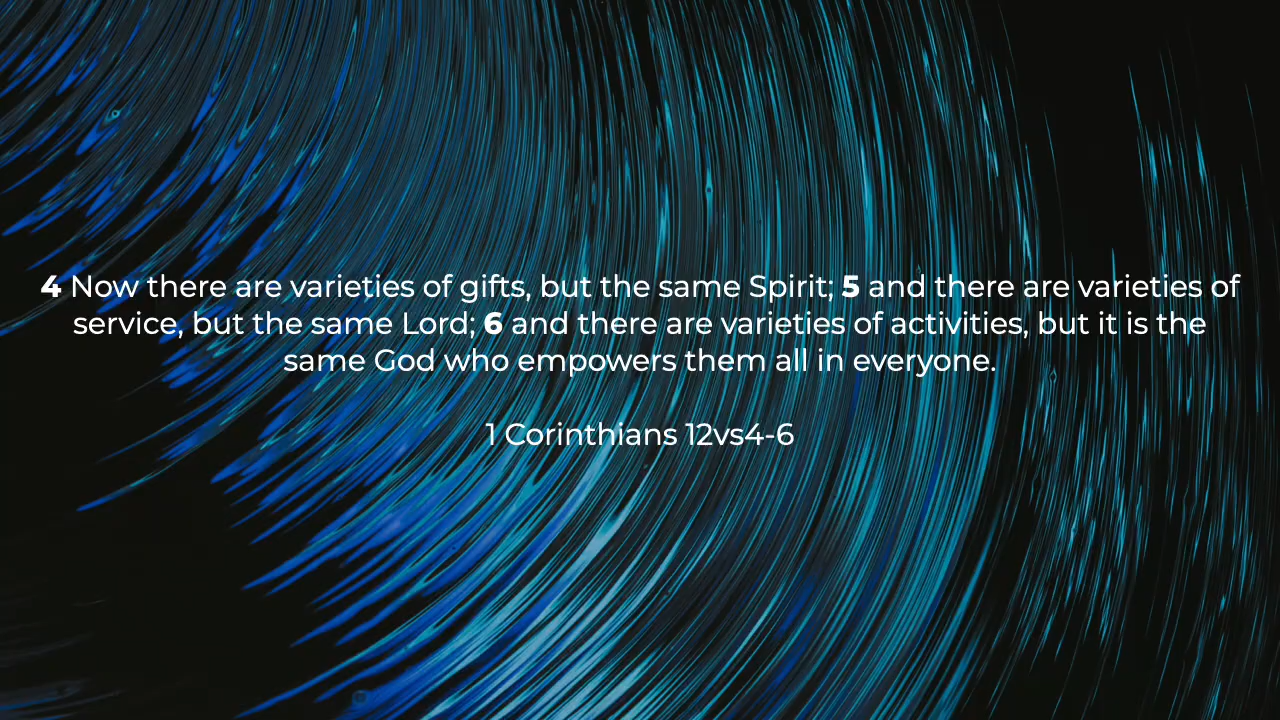 4 Now there are varieties of gifts, but the same Spirit; 5 and there are varieties of
service, but the same Lord; 6 and there are varieties of activities, but it is the
same God who empowers them all in everyone.
1 Corinthians 12vs4-6